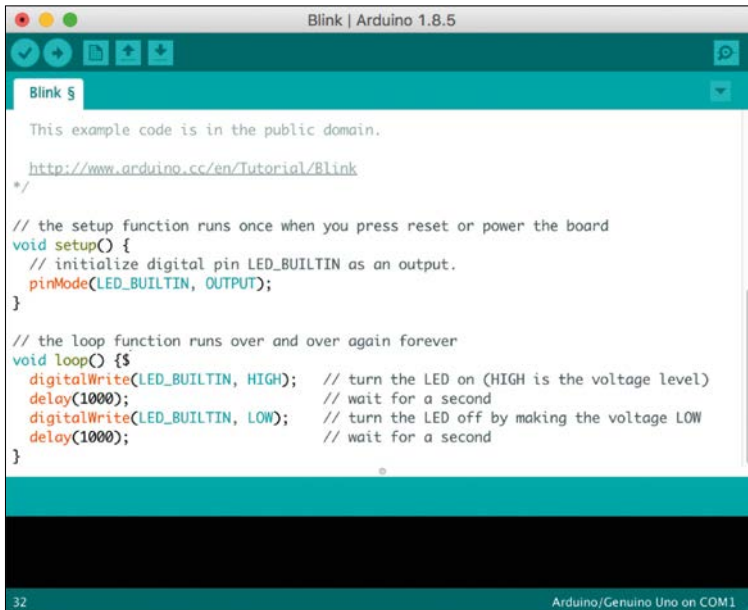 Blink | Arduino 1.8.5
Blink §
This example code is in the public domain.
http://www.arduino.cc/en/Tutorial/Blink
*/
// the setup function runs once when you press reset or power the board
void setup() {
  // initialize digital pin LED_BUILTIN as an output.
  pinMode(LED_BUILTIN, OUTPUT);
}
// the loop function runs over and over again forever
void loop() {$
  digitalWrite(LED_BUILTIN, HIGH);   // turn the LED on (HIGH is the voltage level)
  delay(1000);                       // wait for a second
  digitalWrite(LED_BUILTIN, LOW);    // turn the LED off by making the voltage LOW
  delay(1000);                       // wait for a second
}
32 Arduino/Genuino Uno on COM1